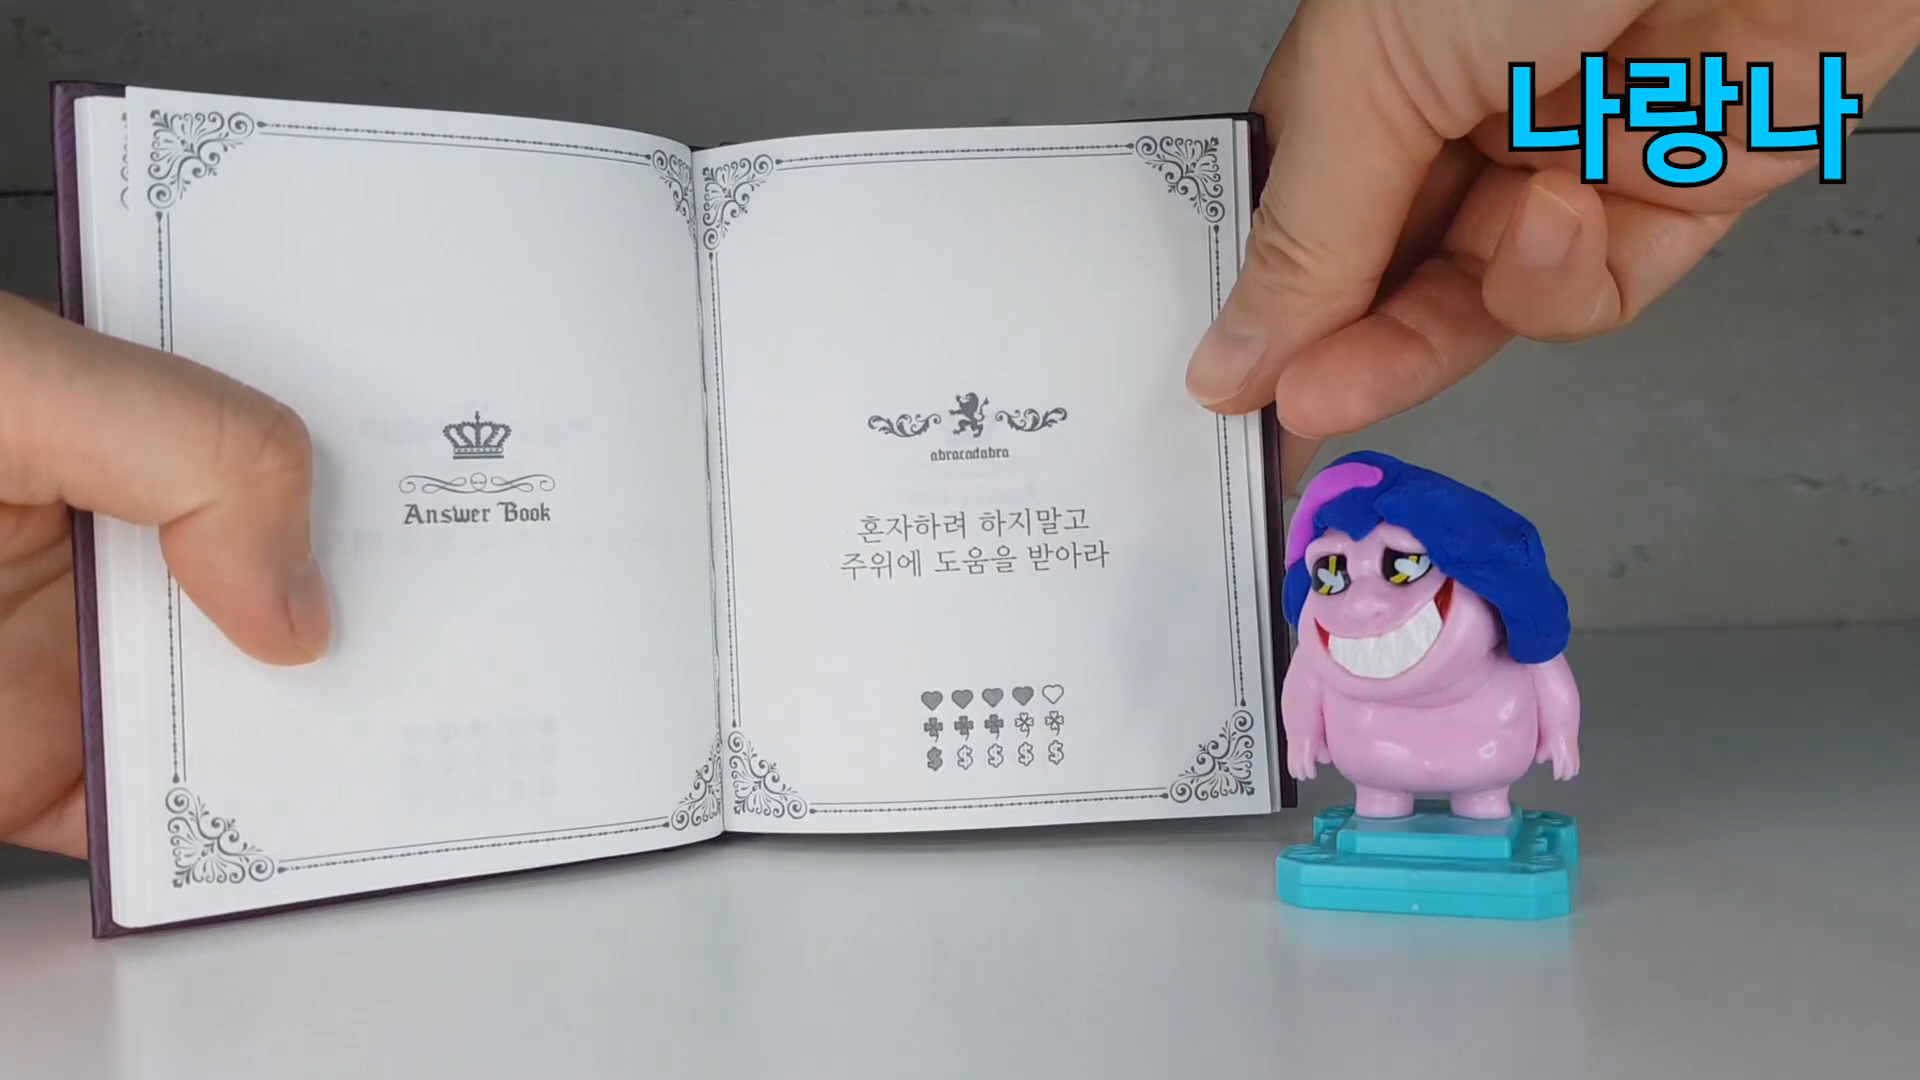 나랑나
Answer Book
abracadabra
혼자하려 하지말고
주위에 도움을 받아라
$ $ $ $ $